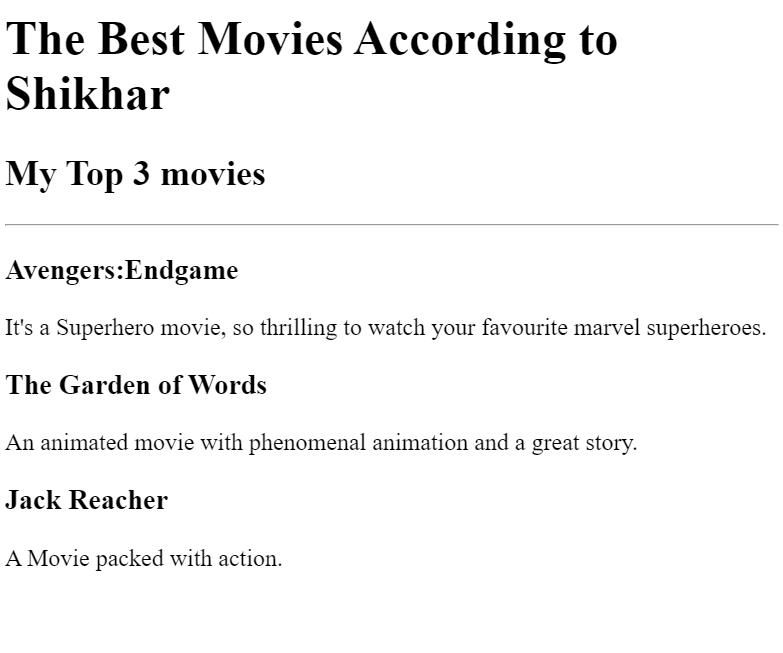 The Best Movies According to
Shikhar
My Top 3 movies
Avengers:Endgame
It's a Superhero movie, so thrilling to watch your favourite marvel superheroes.
The Garden of Words
An animated movie with phenomenal animation and a great story.
Jack Reacher
A Movie packed with action.